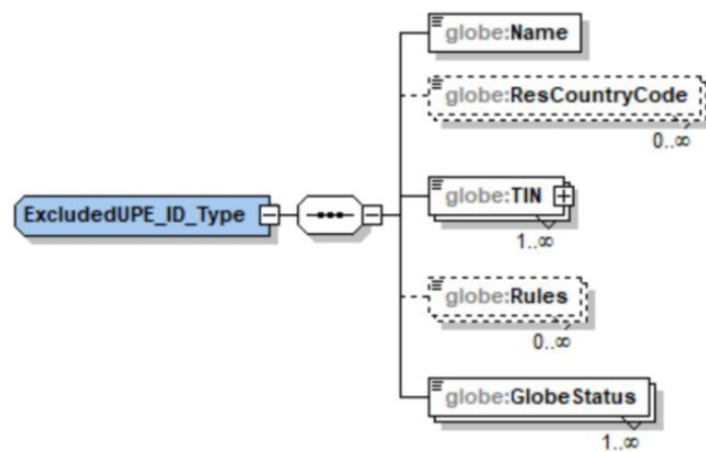 globe:Name
globe:ResCountryCode
0..∞
ExcludedUPE_ID_Type
globe:TIN
1..∞
globe:Rules
0..∞
globe:GlobeStatus
1..∞